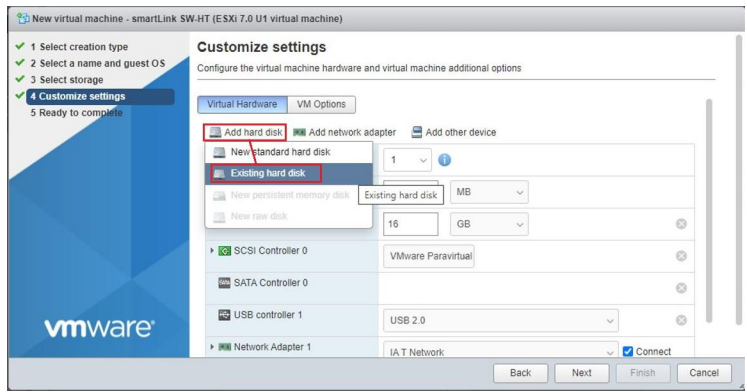 New virtual machine - smartLink SW-HT (ESXi 7.0 U1 virtual machine)
1 Select creation type
2 Select a name and guest OS
3 Select storage
4 Customize settings
5 Ready to complete
vmware®
Customize settings
Configure the virtual machine hardware and virtual machine additional options
Virtual Hardware VM Options
Add hard disk Add network adapter Add other device
New standard hard disk
Existing hard disk
New persistent memory disk
New raw disk
Existing hard disk
1
MB
16 GB
SCSI Controller 0 VMware Paravirtual
SATA Controller 0
USB controller 1 USB 2.0
Network Adapter 1 IA T Network Connect
Back Next Finish Cancel